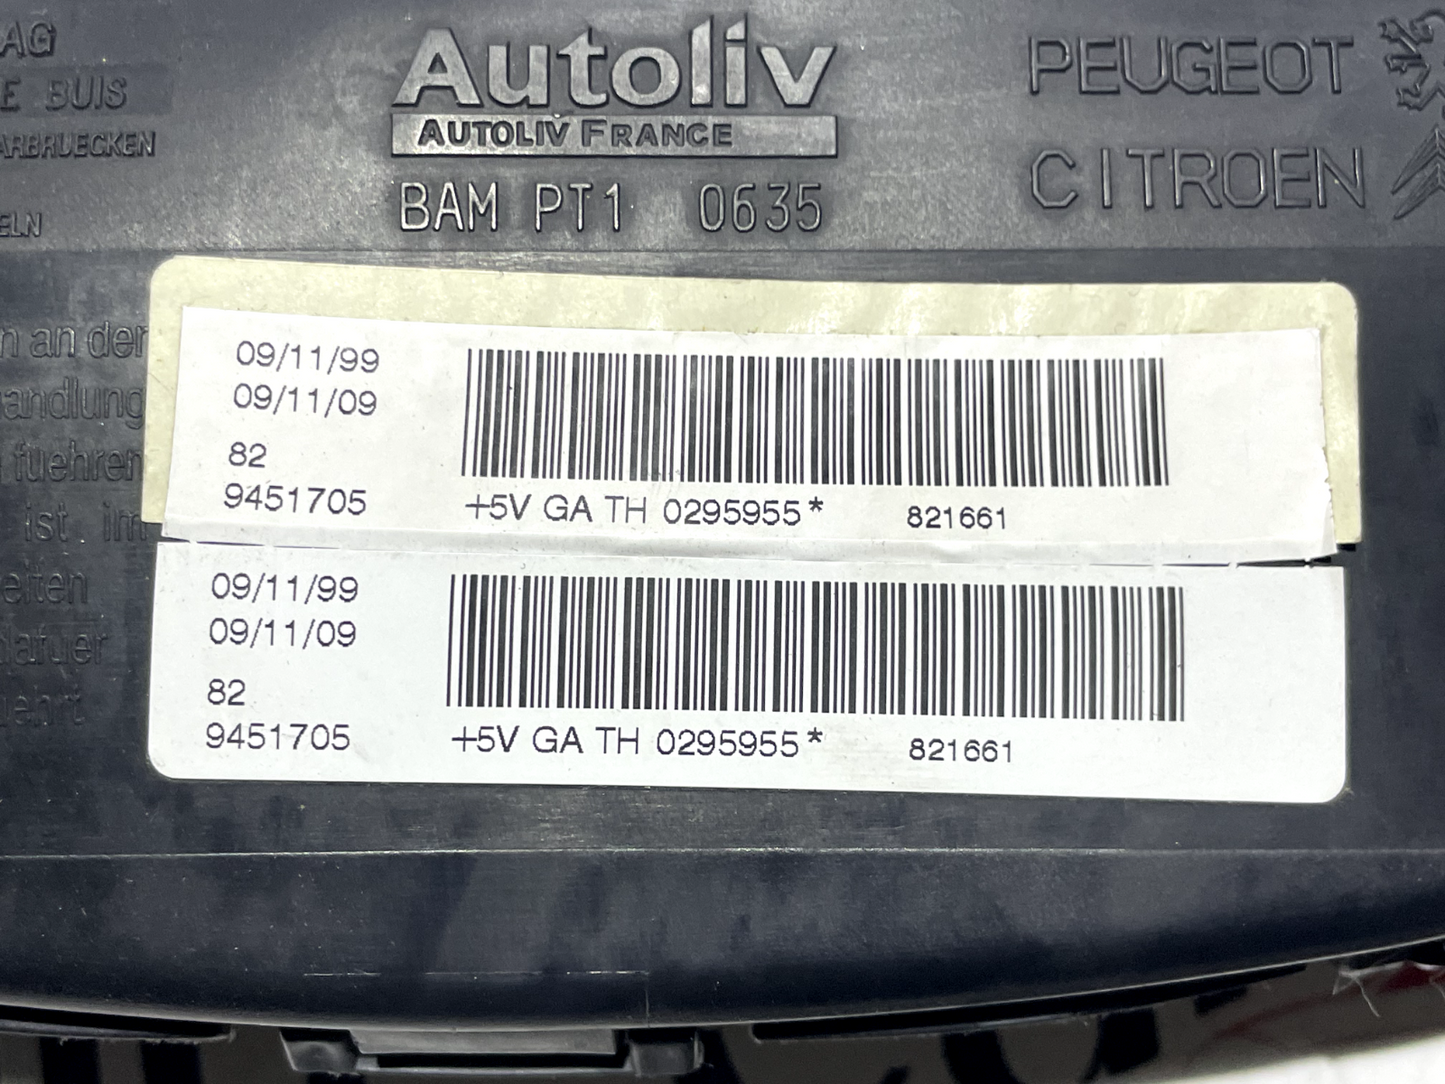 AG
E BUIS
ARBRUECKEN
ELN
Autoliv
AUTOLIV FRANCE
BAM PT1 0635
PEUGEOT
CITROEN
n an der
handlung
fuehren
ist im
eiten
dafuer
uehrt
09/11/99
09/11/09
82
9451705 +5V GA TH 0295955* 821661
09/11/99
09/11/09
82
9451705 +5V GA TH 0295955* 821661